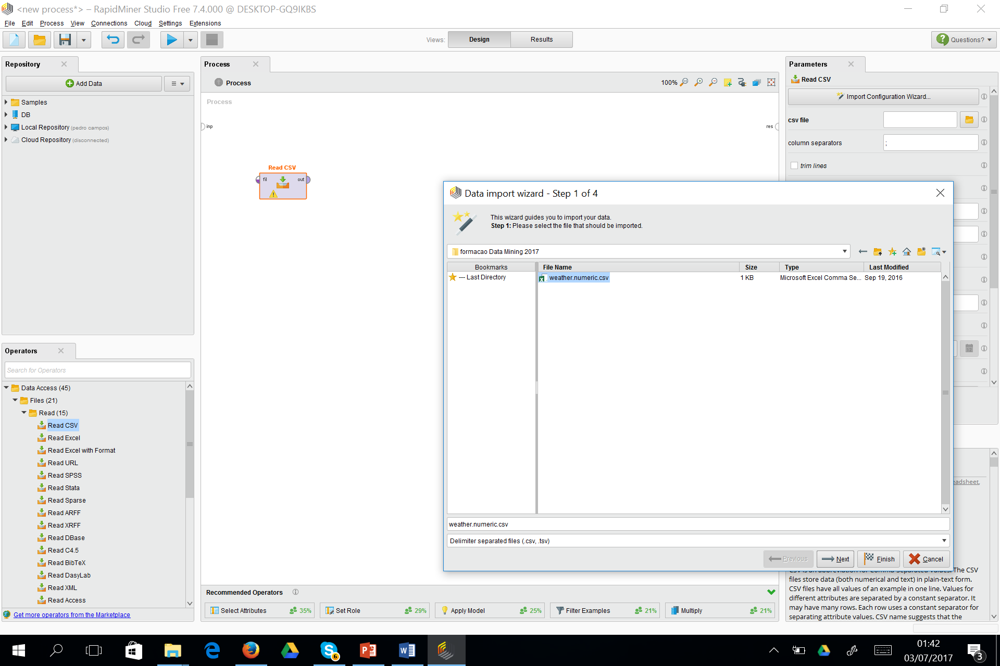 <new process*> – RapidMiner Studio Free 7.4.000 @ DESKTOP-GQ9IKBS
File Edit Process View Connections Cloud Settings Extensions
Views: Design Results
Questions?
Repository
Add Data
Samples
DB
Local Repository (pedro campos)
Cloud Repository (disconnected)
Operators
Search for Operators
Data Access (45)
Files (21)
Read (15)
Read CSV
Read Excel
Read Excel with Format
Read URL
Read SPSS
Read Stata
Read Sparse
Read ARFF
Read XRFF
Read DBase
Read C4.5
Read BibTeX
Read DasyLab
Read XML
Read Access
Get more operators from the Marketplace
Process
Process
100%
Process
inp
res
Read CSV
fil
out
Recommended Operators
Select Attributes 35%
Set Role 29%
Apply Model 25%
Filter Examples 21%
Multiply 21%
Parameters
Read CSV
Import Configuration Wizard...
csv file
column separators ;
trim lines
Data import wizard - Step 1 of 4
This wizard guides you to import your data.
Step 1: Please select the file that should be imported.
formacao Data Mining 2017
Bookmarks
--- Last Directory
File Name Size Type Last Modified
weather.numeric.csv 1 KB Microsoft Excel Comma Se... Sep 19, 2016
weather.numeric.csv
Delimiter separated files (.csv, .tsv)
Previous Next Finish Cancel
eadsheet,
CSV is an abbreviation for Comma-Separated Values. The CSV
files store data (both numerical and text) in plain-text form.
CSV files have all values of an example in one line. Values for
different attributes are separated by a constant separator. It
may have many rows. Each row uses a constant separator for
separating attribute values. CSV name suggests that the
6
01:42
03/07/2017
3